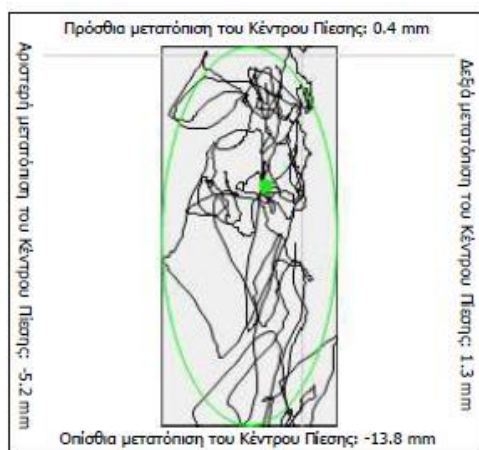 Πρόσθια μετατόπιση του Κέντρου Πίεσης: 0.4 mm
Αριστερή μετατόπιση του Κέντρου Πίεσης: -5.2 mm
Δεξιά μετατόπιση του Κέντρου Πίεσης: 1.3 mm
Οπίσθια μετατόπιση του Κέντρου Πίεσης: -13.8 mm